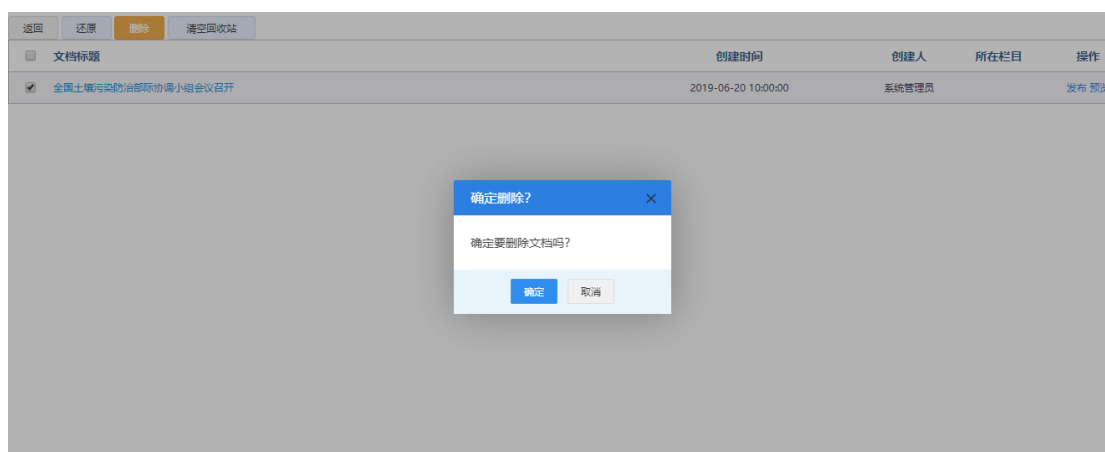 返回 还原 删除 清空回收站
文档标题 创建时间 创建人 所在栏目 操作
全国土壤污染防治部际协调小组会议召开 2019-06-20 10:00:00 系统管理员 发布 预
确定删除?
确定要删除文档吗?
确定 取消